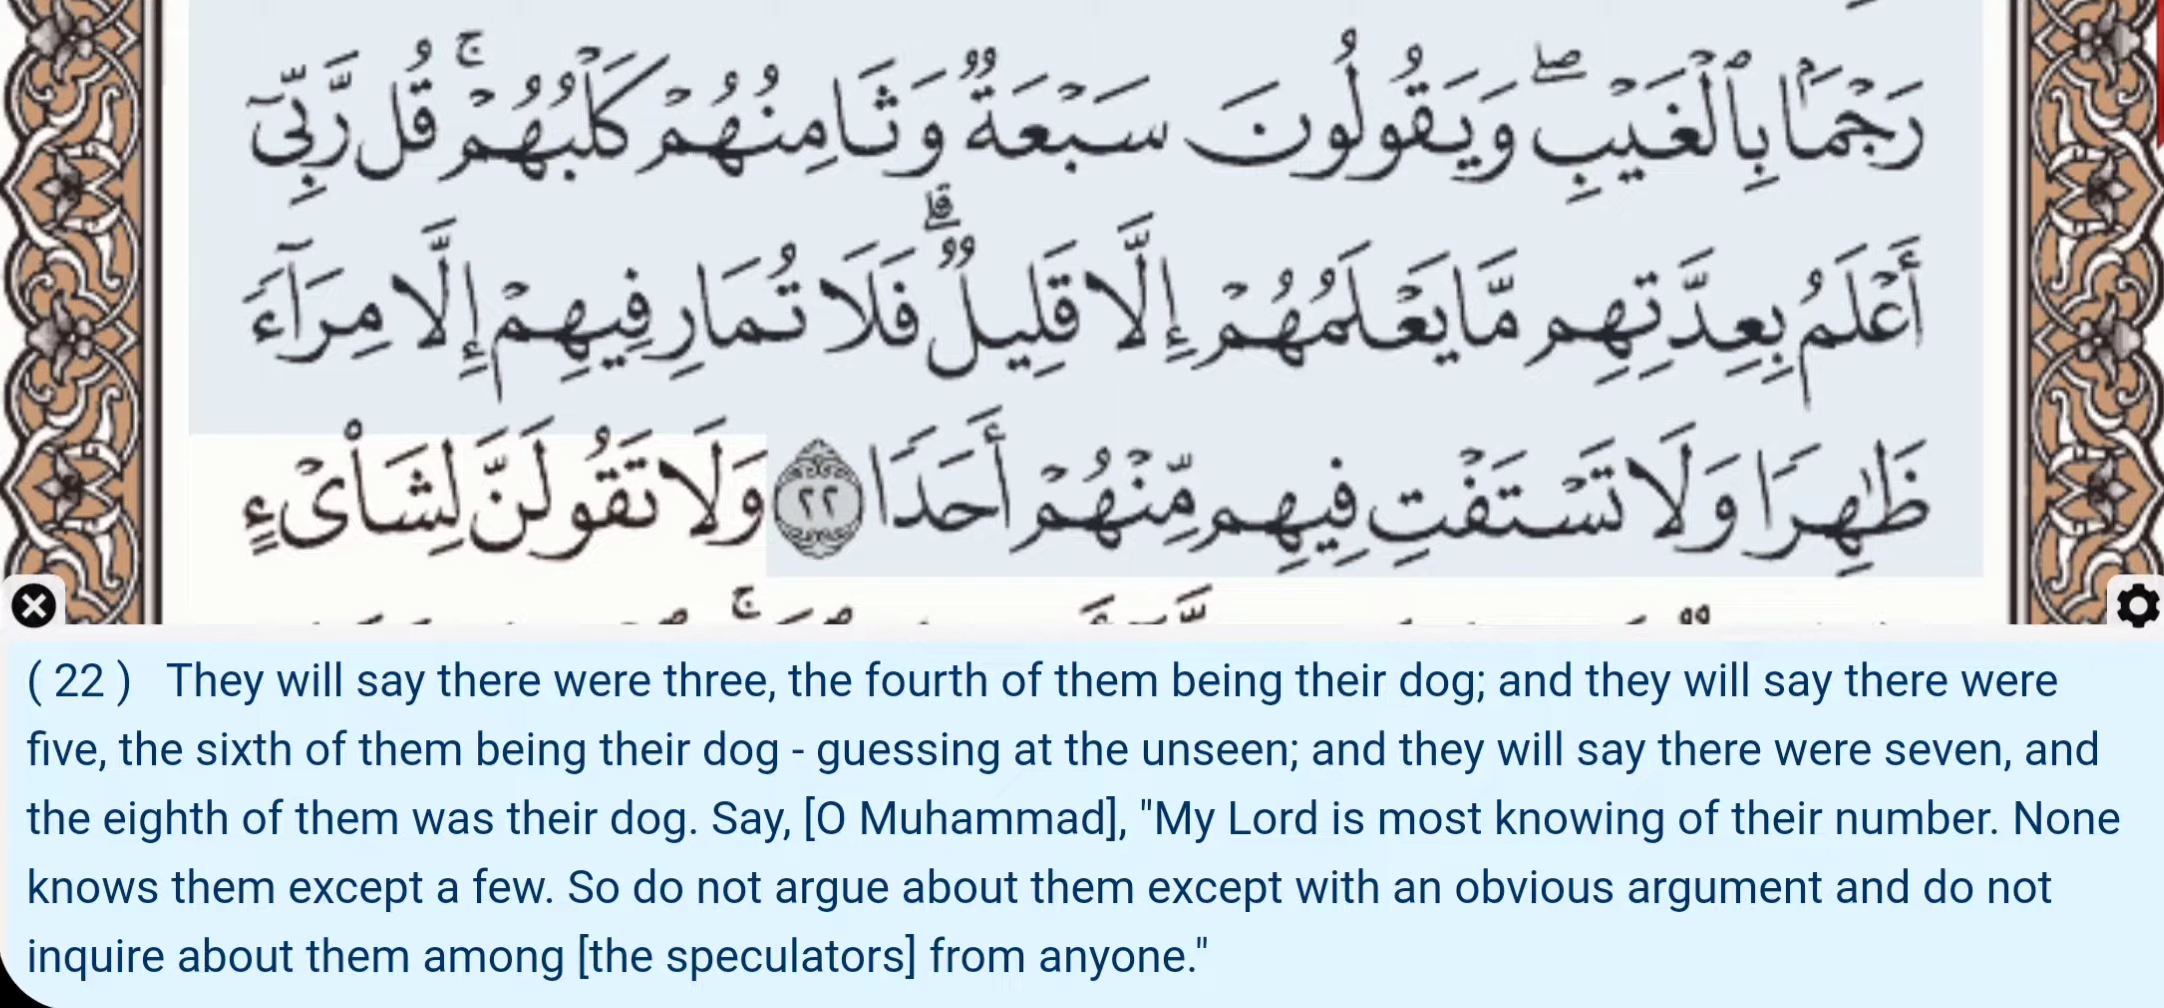 رَجْمًۢا بِٱلْغَيْبِۖ وَيَقُولُونَ سَبْعَةٌ وَثَامِنُهُمْ كَلْبُهُمْۚ قُل رَّبِّىٓ
أَعْلَمُ بِعِدَّتِهِم مَّا يَعْلَمُهُمْ إِلَّا قَلِيلٌۗ فَلَا تُمَارِ فِيهِمْ إِلَّا مِرَآءً
ظَٰهِرًا وَلَا تَسْتَفْتِ فِيهِم مِّنْهُمْ أَحَدًا ٢٢ وَلَا تَقُولَنَّ لِشَا۟ىْءٍ
( 22 ) They will say there were three, the fourth of them being their dog; and they will say there were
five, the sixth of them being their dog - guessing at the unseen; and they will say there were seven, and
the eighth of them was their dog. Say, [O Muhammad], "My Lord is most knowing of their number. None
knows them except a few. So do not argue about them except with an obvious argument and do not
inquire about them among [the speculators] from anyone."